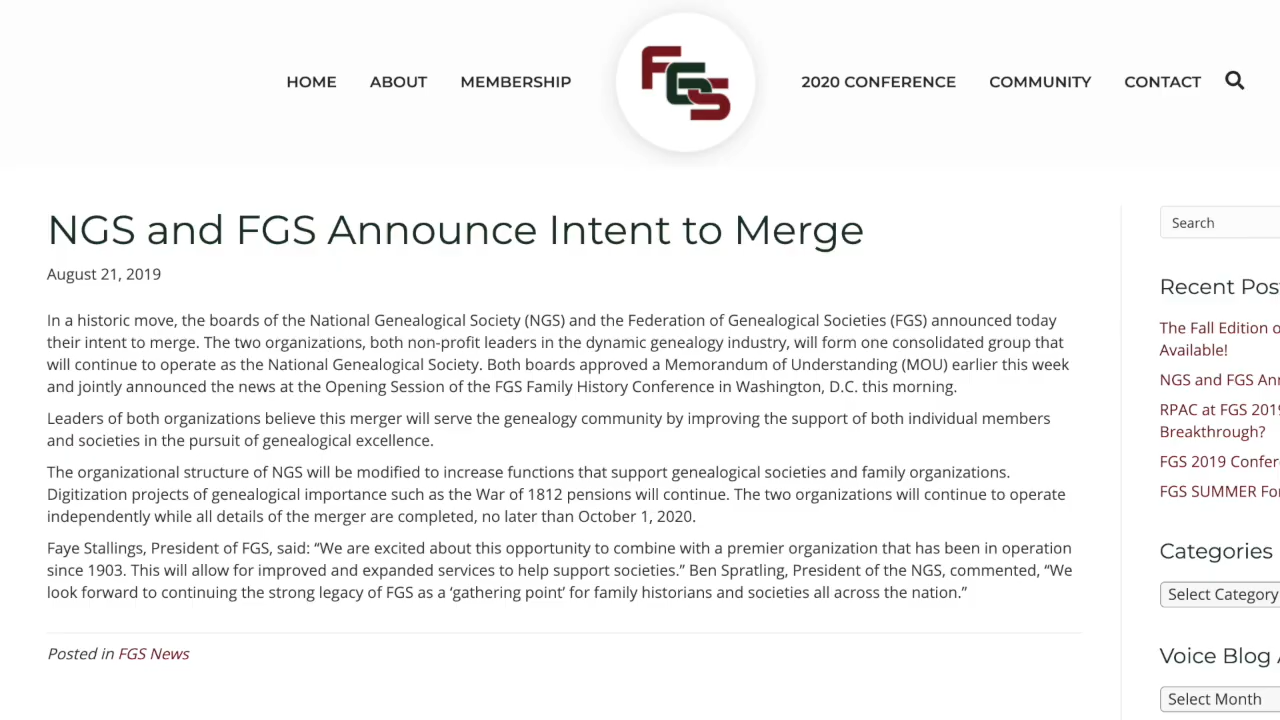 HOME
ABOUT
MEMBERSHIP
FGS
2020 CONFERENCE
COMMUNITY
CONTACT
NGS and FGS Announce Intent to Merge
August 21, 2019
In a historic move, the boards of the National Genealogical Society (NGS) and the Federation of Genealogical Societies (FGS) announced today
their intent to merge. The two organizations, both non-profit leaders in the dynamic genealogy industry, will form one consolidated group that
will continue to operate as the National Genealogical Society. Both boards approved a Memorandum of Understanding (MOU) earlier this week
and jointly announced the news at the Opening Session of the FGS Family History Conference in Washington, D.C. this morning.
Leaders of both organizations believe this merger will serve the genealogy community by improving the support of both individual members
and societies in the pursuit of genealogical excellence.
The organizational structure of NGS will be modified to increase functions that support genealogical societies and family organizations.
Digitization projects of genealogical importance such as the War of 1812 pensions will continue. The two organizations will continue to operate
independently while all details of the merger are completed, no later than October 1, 2020.
Faye Stallings, President of FGS, said: “We are excited about this opportunity to combine with a premier organization that has been in operation
since 1903. This will allow for improved and expanded services to help support societies.” Ben Spratling, President of the NGS, commented, “We
look forward to continuing the strong legacy of FGS as a ‘gathering point’ for family historians and societies all across the nation.”
Posted in FGS News
Search
Recent
The Fall Edition
Available!
NGS and FGS
RPAC at FGS
Breakthrough?
FGS 2019
FGS SUMMER
Categories
Select Category
Voice Blog
Select Month